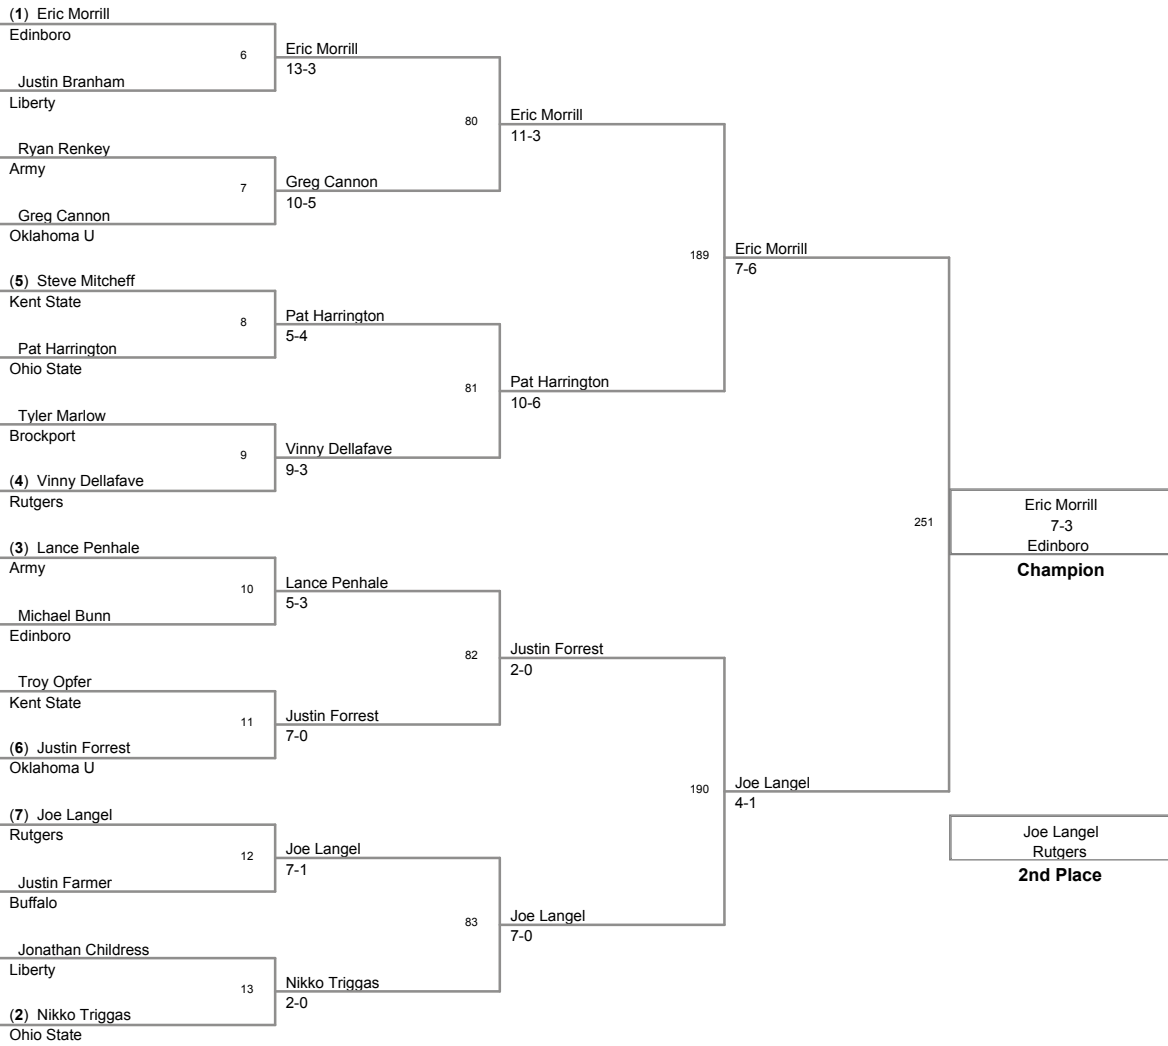 (1) Eric Morrill
Edinboro
6
Justin Branham
Liberty
Ryan Renkey
Army
7
Greg Cannon
Oklahoma U
(5) Steve Mitcheff
Kent State
8
Pat Harrington
Ohio State
Tyler Marlow
Brockport
9
(4) Vinny Dellafave
Rutgers
(3) Lance Penhale
Army
10
Michael Bunn
Edinboro
Troy Opfer
Kent State
11
(6) Justin Forrest
Oklahoma U
(7) Joe Langel
Rutgers
12
Justin Farmer
Buffalo
Jonathan Childress
Liberty
13
(2) Nikko Triggas
Ohio State
Eric Morrill
13-3
80
Greg Cannon
10-5
Pat Harrington
5-4
81
Vinny Dellafave
9-3
Lance Penhale
5-3
82
Justin Forrest
7-0
Joe Langel
7-1
83
Nikko Triggas
2-0
Eric Morrill
11-3
189
Pat Harrington
10-6
Justin Forrest
2-0
190
Joe Langel
7-0
Eric Morrill
7-6
251
Joe Langel
4-1
Eric Morrill
7-3
Edinboro
Champion
Joe Langel
Rutgers
2nd Place